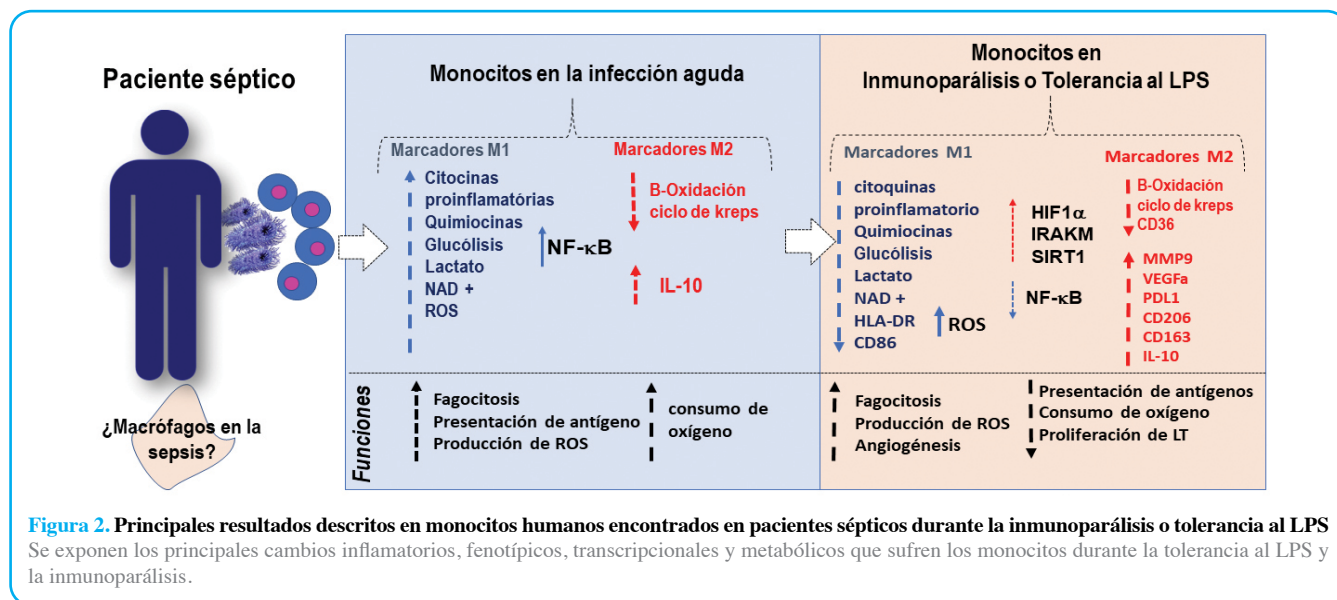 Paciente séptico
¿Macrófagos en la
sepsis?
Monocitos en la infección aguda
Marcadores M1
Citocinas
proinflamatórias
Quimiocinas
Glucólisis
Lactato
NAD +
ROS
NF-κB
Marcadores M2
B-Oxidación
ciclo de kreps
IL-10
Monocitos en
Inmunoparálisis o Tolerancia al LPS
Marcadores M1
citoquinas
proinflamatorio
Quimiocinas
Glucólisis
Lactato
NAD +
HLA-DR
CD86
ROS
HIF1α
IRAKM
SIRT1
NF-κB
Marcadores M2
B-Oxidación
ciclo de kreps
CD36
MMP9
VEGFa
PDL1
CD206
CD163
IL-10
Funciones
Fagocitosis
Presentación de antígeno
Producción de ROS
consumo de
oxígeno
Fagocitosis
Producción de ROS
Angiogénesis
Presentación de antígenos
Consumo de oxígeno
Proliferación de LT
Figura 2. Principales resultados descritos en monocitos humanos encontrados en pacientes sépticos durante la inmunoparálisis o tolerancia al LPS
Se exponen los principales cambios inflamatorios, fenotípicos, transcripcionales y metabólicos que sufren los monocitos durante la tolerancia al LPS y
la inmunoparálisis.